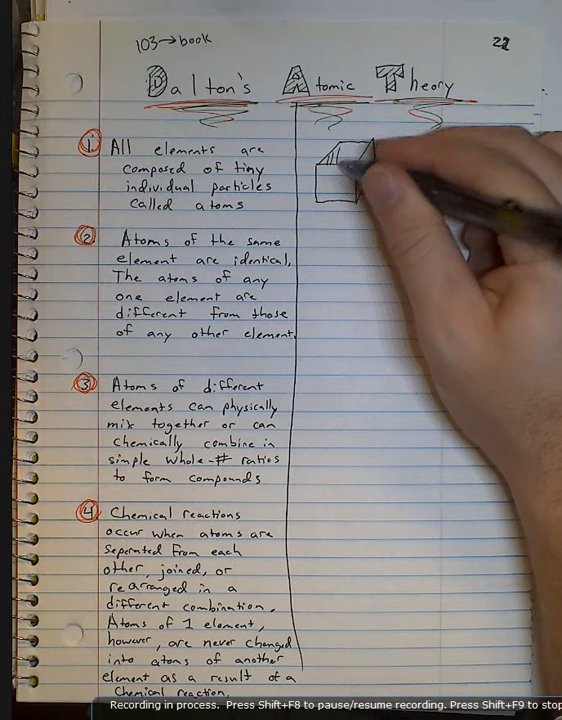 103→book
22
Dalton's Atomic Theory
1 All elements are
composed of tiny
individual particles
called atoms
2 Atoms of the same
element are identical.
The atoms of any
one element are
different from those
of any other element.
3 Atoms of different
elements can physically
mix together or can
chemically combine in
simple whole-# ratios
to form compounds
4 Chemical reactions
occur when atoms are
seperated from each
other, joined, or
rearranged in a
different combination.
Atoms of 1 element,
however, are never changed
into atoms of another
element as a result of a
Chemical reaction.
Recording in process. Press Shift+F8 to pause/resume recording. Press Shift+F9 to stop